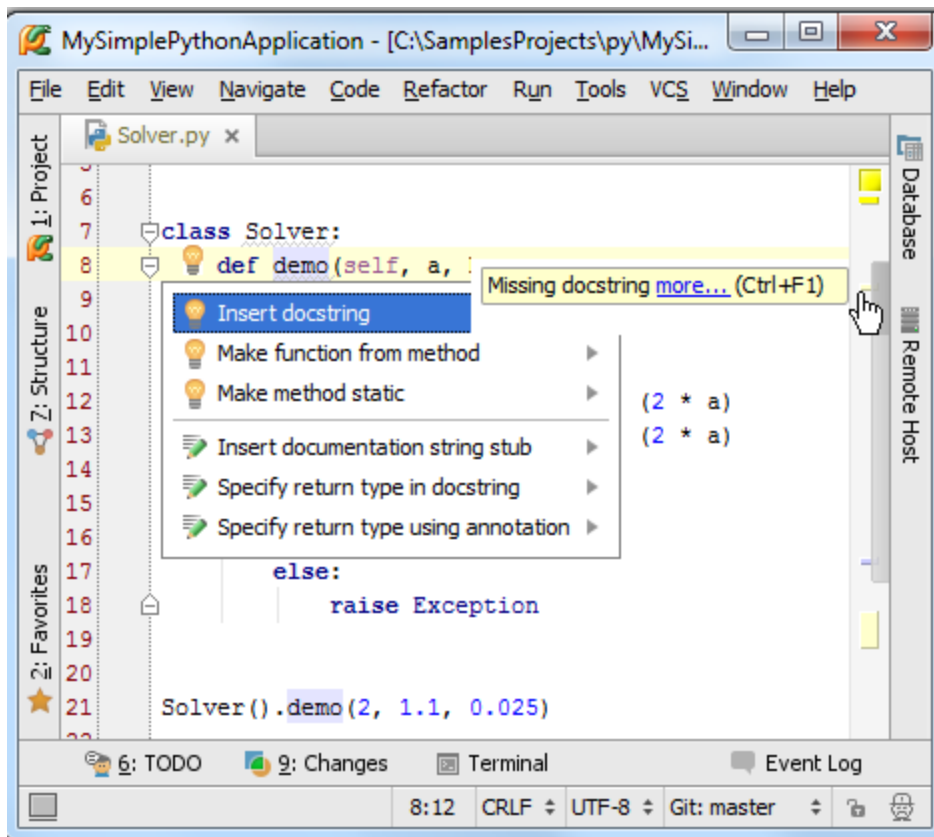 MySimplePythonApplication - [C:\SamplesProjects\py\MySi...
File Edit View Navigate Code Refactor Run Tools VCS Window Help
Solver.py
1: Project
7: Structure
2: Favorites
Database
Remote Host
6
7 class Solver:
8 def demo(self, a,
Missing docstring more... (Ctrl+F1)
9
Insert docstring
10
Make function from method
11
Make method static
12 (2 * a)
13 (2 * a)
Insert documentation string stub
14
Specify return type in docstring
15
Specify return type using annotation
16
17 else:
18 raise Exception
19
20
21 Solver().demo(2, 1.1, 0.025)
6: TODO 9: Changes Terminal Event Log
8:12 CRLF UTF-8 Git: master